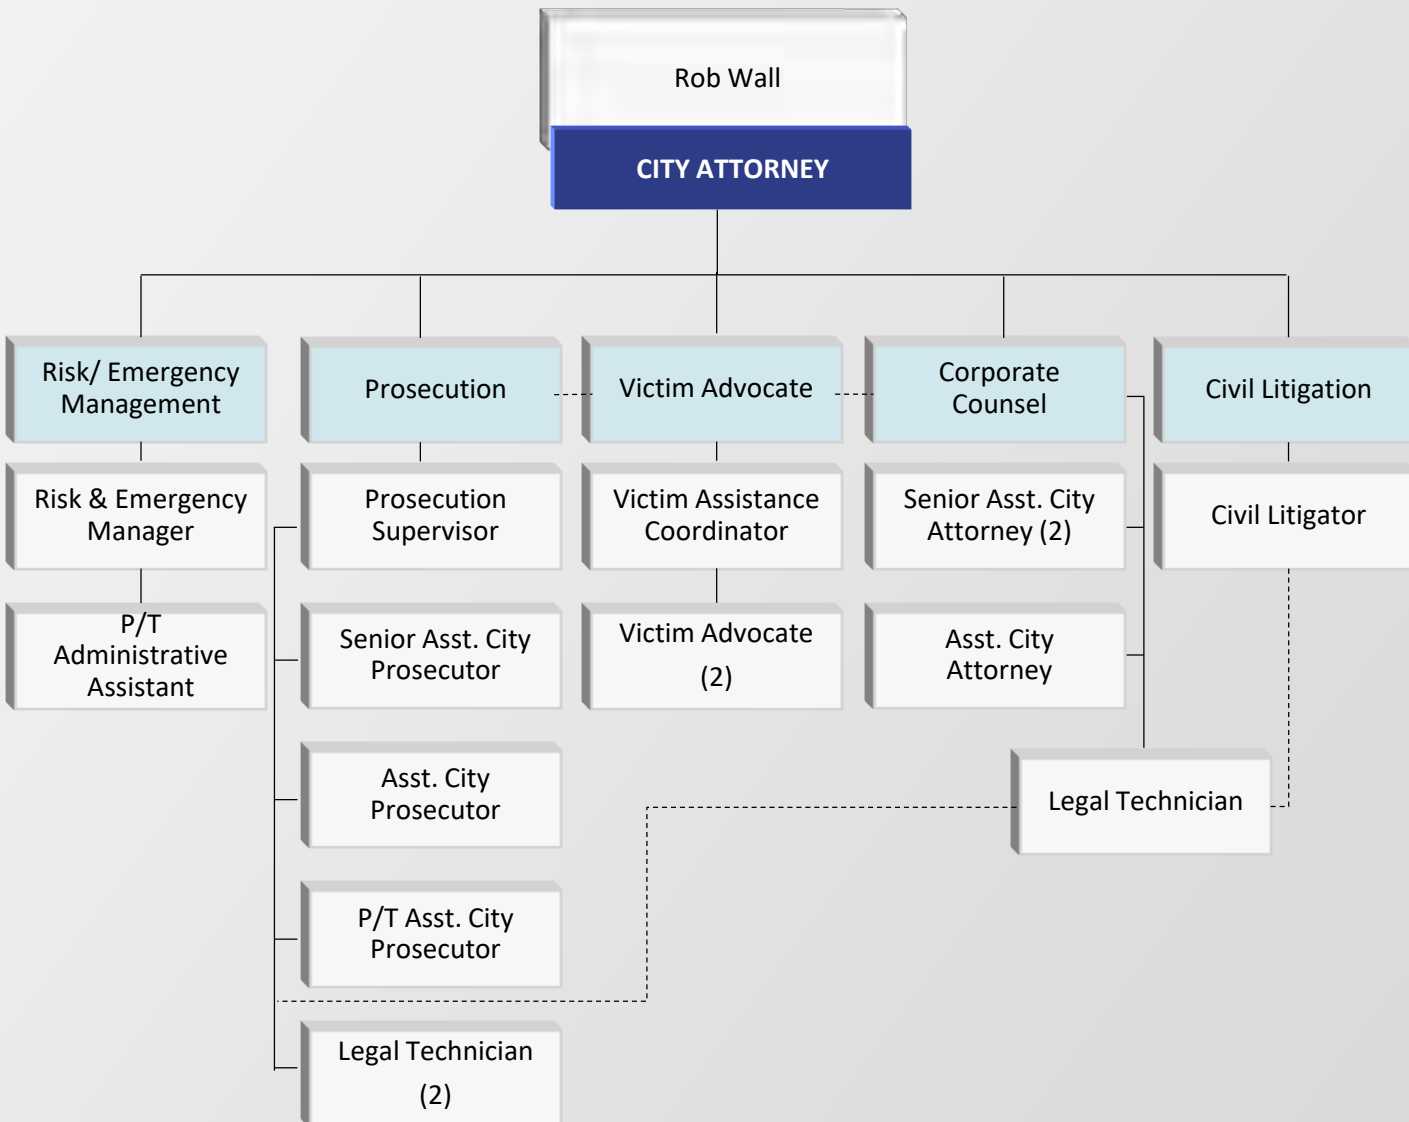 Rob Wall
CITY ATTORNEY
Risk/ Emergency
Management
Prosecution
Victim Advocate
Corporate
Counsel
Civil Litigation
Risk & Emergency
Manager
Prosecution
Supervisor
Victim Assistance
Coordinator
Senior Asst. City
Attorney (2)
Civil Litigator
P/T
Administrative
Assistant
Senior Asst. City
Prosecutor
Victim Advocate
(2)
Asst. City
Attorney
Asst. City
Prosecutor
Legal Technician
P/T Asst. City
Prosecutor
Legal Technician
(2)